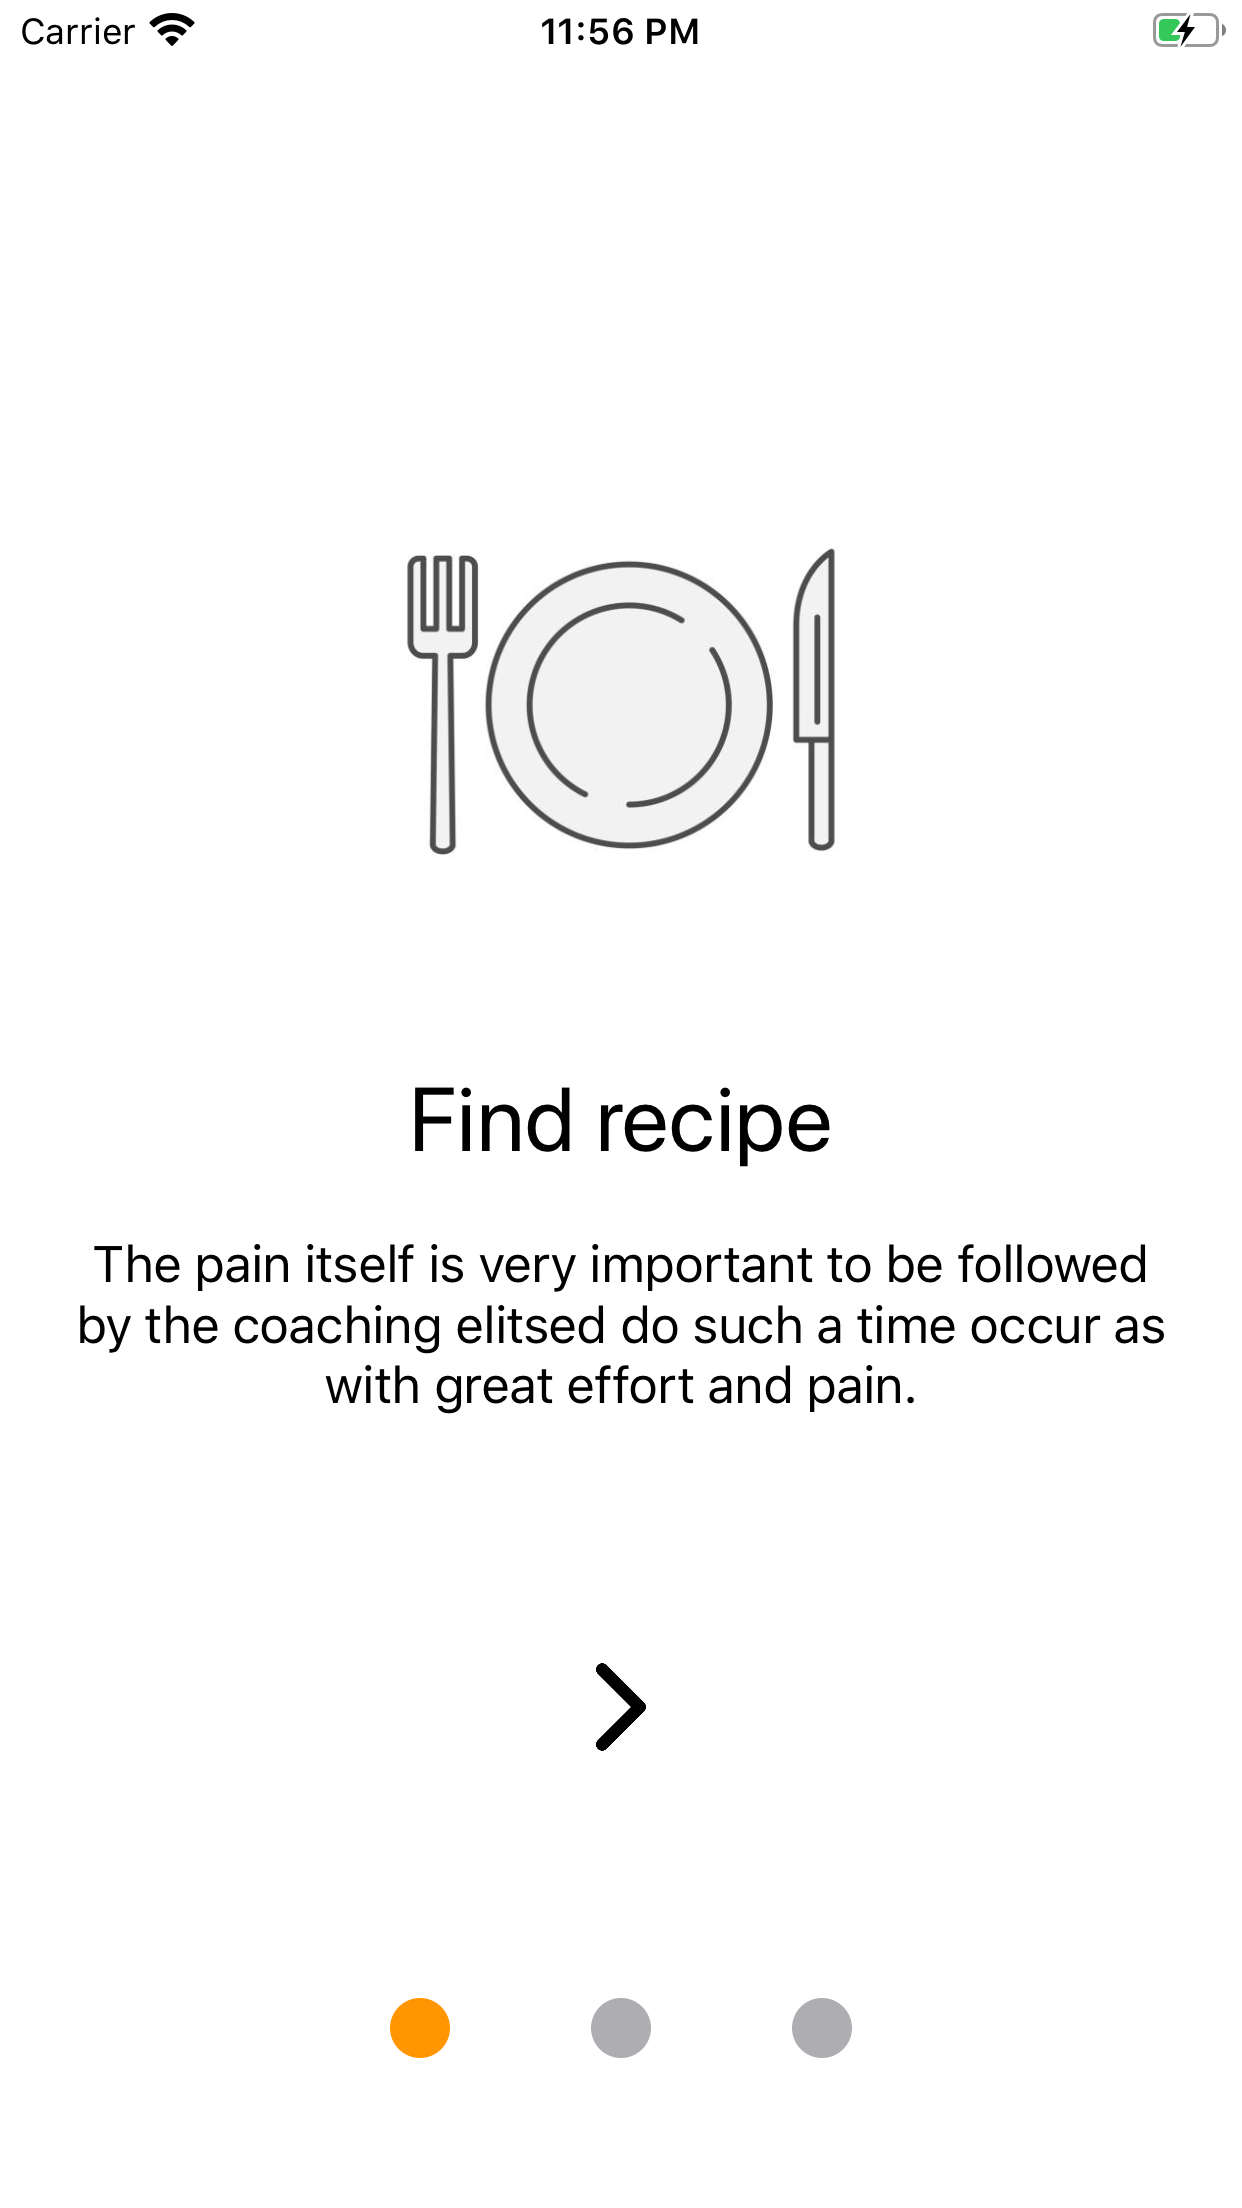 Carrier
11:56 PM
Find recipe
The pain itself is very important to be followed
by the coaching elitsed do such a time occur as
with great effort and pain.